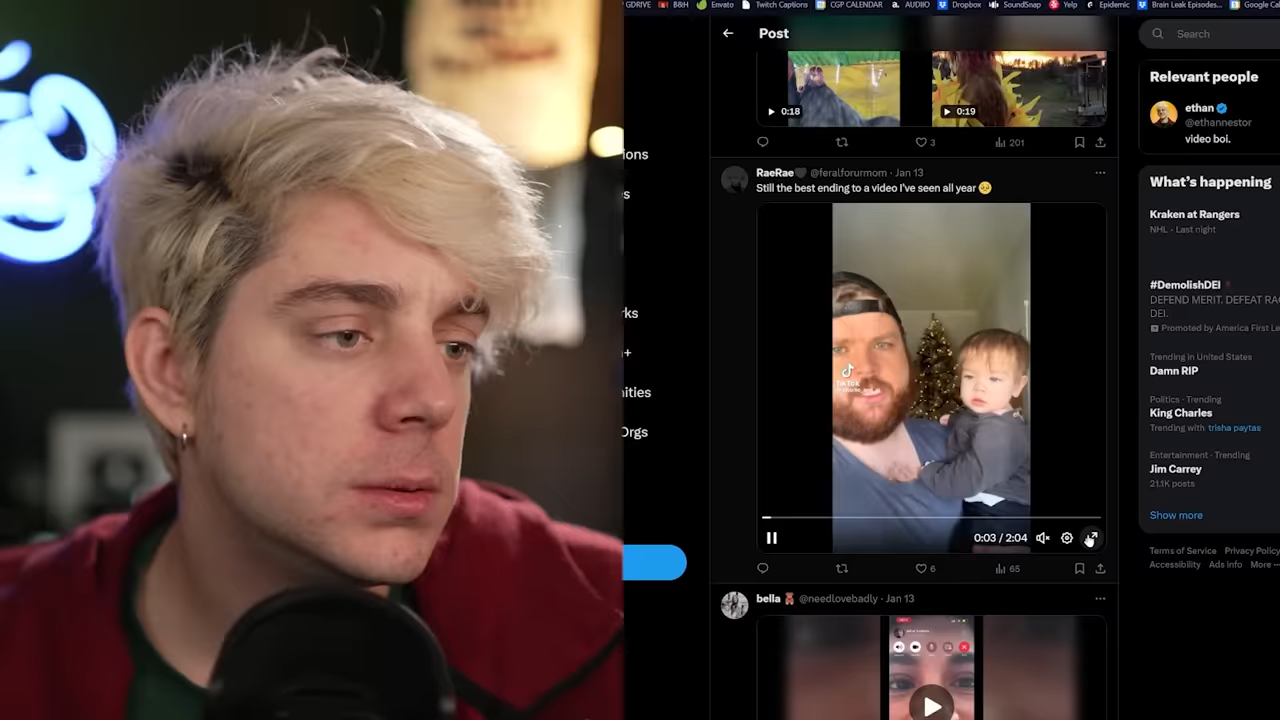 GDRIVE B&H Envato Twitch Captions CGP CALENDAR AUDIIO Dropbox SoundSnap Yelp Epidemic Brain Leak Episodes... Google Cal
Post
Search
0:18
0:19
3
201
Relevant people
ethan
@ethannestor
video boi.
ions
s
rks
+
nities
Orgs
RaeRae🖤 @feralforurmom · Jan 13
Still the best ending to a video I've seen all year 🥹
TikTok
0:03 / 2:04
6
65
bella 🧸 @needlovebadly · Jan 13
What's happening
Kraken at Rangers
NHL · Last night
#DemolishDEI
DEFEND MERIT. DEFEAT RAC
DEI.
Promoted by America First Le
Trending in United States
Damn RIP
Politics · Trending
King Charles
Trending with trisha paytas
Entertainment · Trending
Jim Carrey
21.1K posts
Show more
Terms of Service Privacy Policy
Accessibility Ads info More